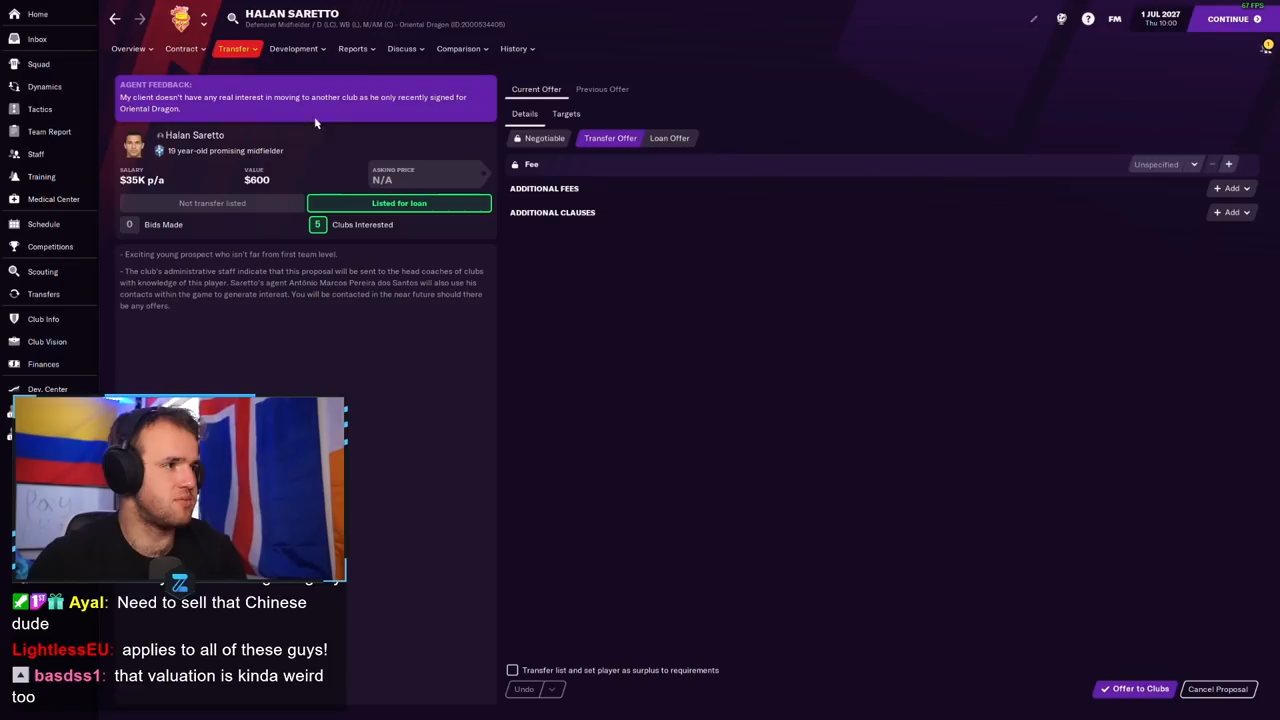 67 FPS
Home
HALAN SARETTO
Defensive Midfielder / D (LC), WB (L), M/AM (C) - Oriental Dragon (ID:2000534405)
FM
1 JUL 2027
Thu 10:00
CONTINUE
Inbox
Overview
Contract
Transfer
Development
Reports
Discuss
Comparison
History
1
Squad
Dynamics
Tactics
Team Report
Staff
Training
Medical Center
Schedule
Competitions
Scouting
Transfers
Club Info
Club Vision
Finances
Dev. Center
AGENT FEEDBACK:
My client doesn't have any real interest in moving to another club as he only recently signed for
Oriental Dragon.
Halan Saretto
19 year-old promising midfielder
SALARY
VALUE
ASKING PRICE
$35K p/a
$600
N/A
Not transfer listed
Listed for loan
0 Bids Made
5 Clubs Interested
- Exciting young prospect who isn't far from first team level.
- The club's administrative staff indicate that this proposal will be sent to the head coaches of clubs
with knowledge of this player. Saretto's agent Antônio Marcos Pereira dos Santos will also use his
contacts within the game to generate interest. You will be contacted in the near future should there
be any offers.
Current Offer
Previous Offer
Details
Targets
Negotiable
Transfer Offer
Loan Offer
Fee
Unspecified
ADDITIONAL FEES
+ Add
ADDITIONAL CLAUSES
+ Add
Ayal: Need to sell that Chinese
dude
LightlessEU: applies to all of these guys!
basdss1: that valuation is kinda weird
too
Transfer list and set player as surplus to requirements
Undo
Offer to Clubs
Cancel Proposal